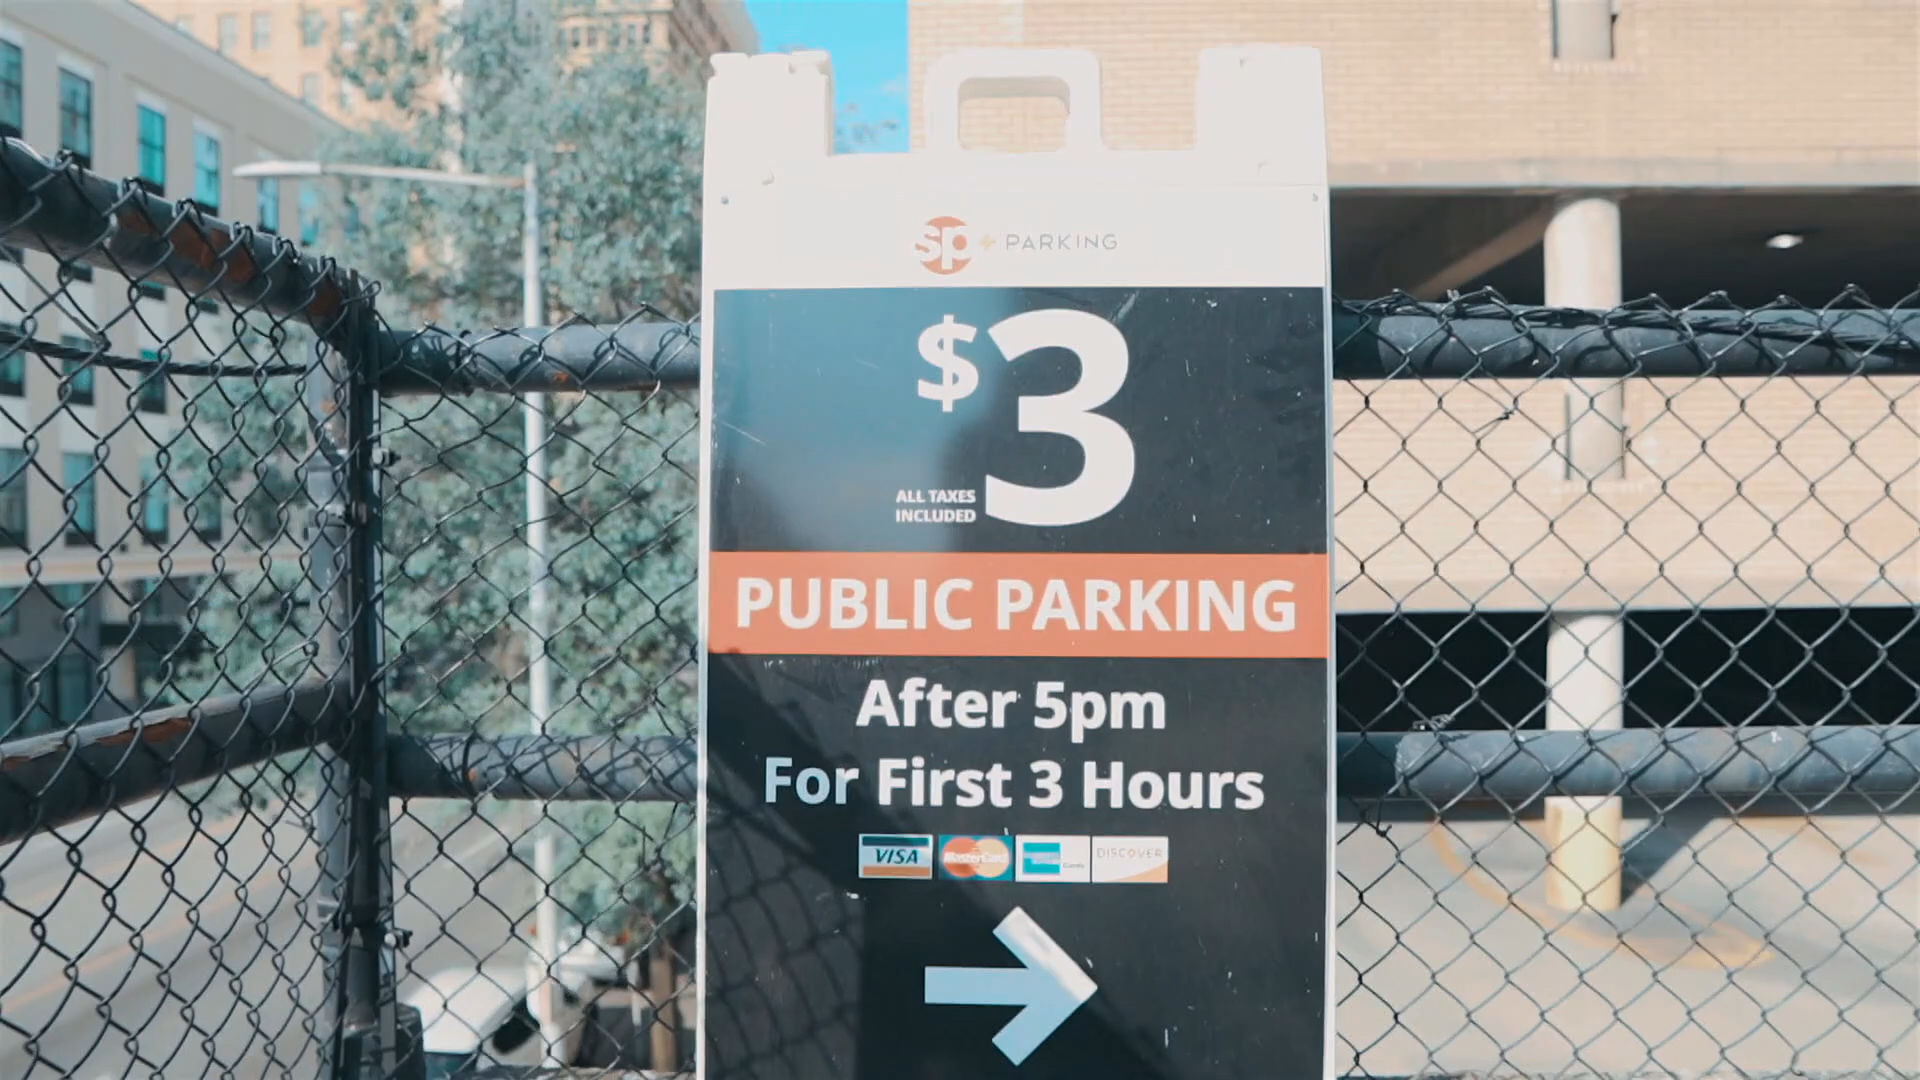 sp+ PARKING
$3
ALL TAXES
INCLUDED
PUBLIC PARKING
After 5pm
For First 3 Hours
VISA MasterCard DISCOVER